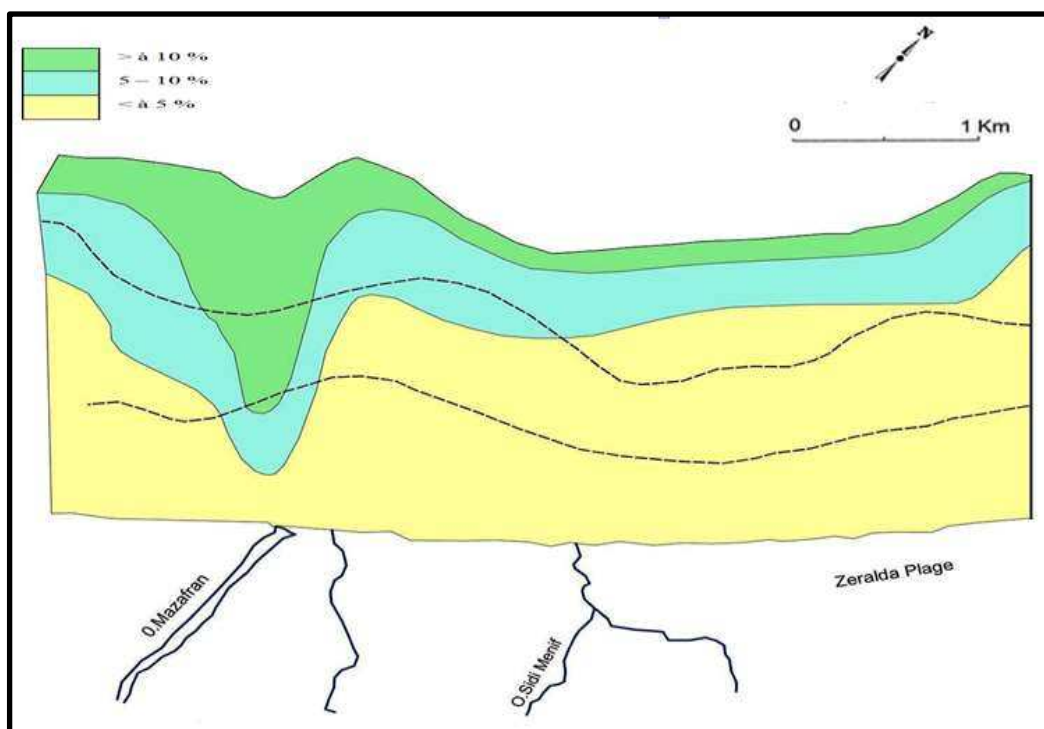 N
> à 10 %
5 – 10 %
< à 5 %
0 1 Km
Zeralda Plage
O.Mazafran
O.Sidi Menif